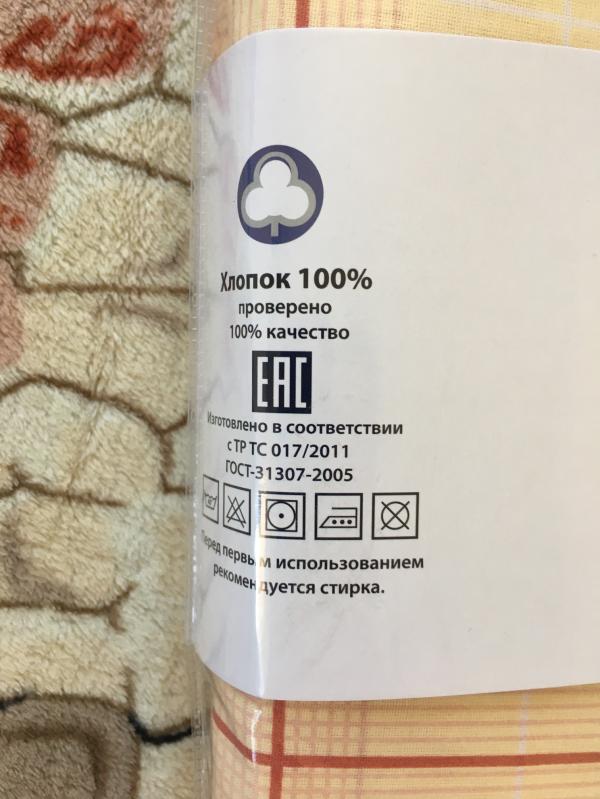 Хлопок 100%
проверено
100% качество
EAC
Изготовлено в соответствии
с ТР ТС 017/2011
ГОСТ-31307-2005
Перед первым использованием
рекомендуется стирка.